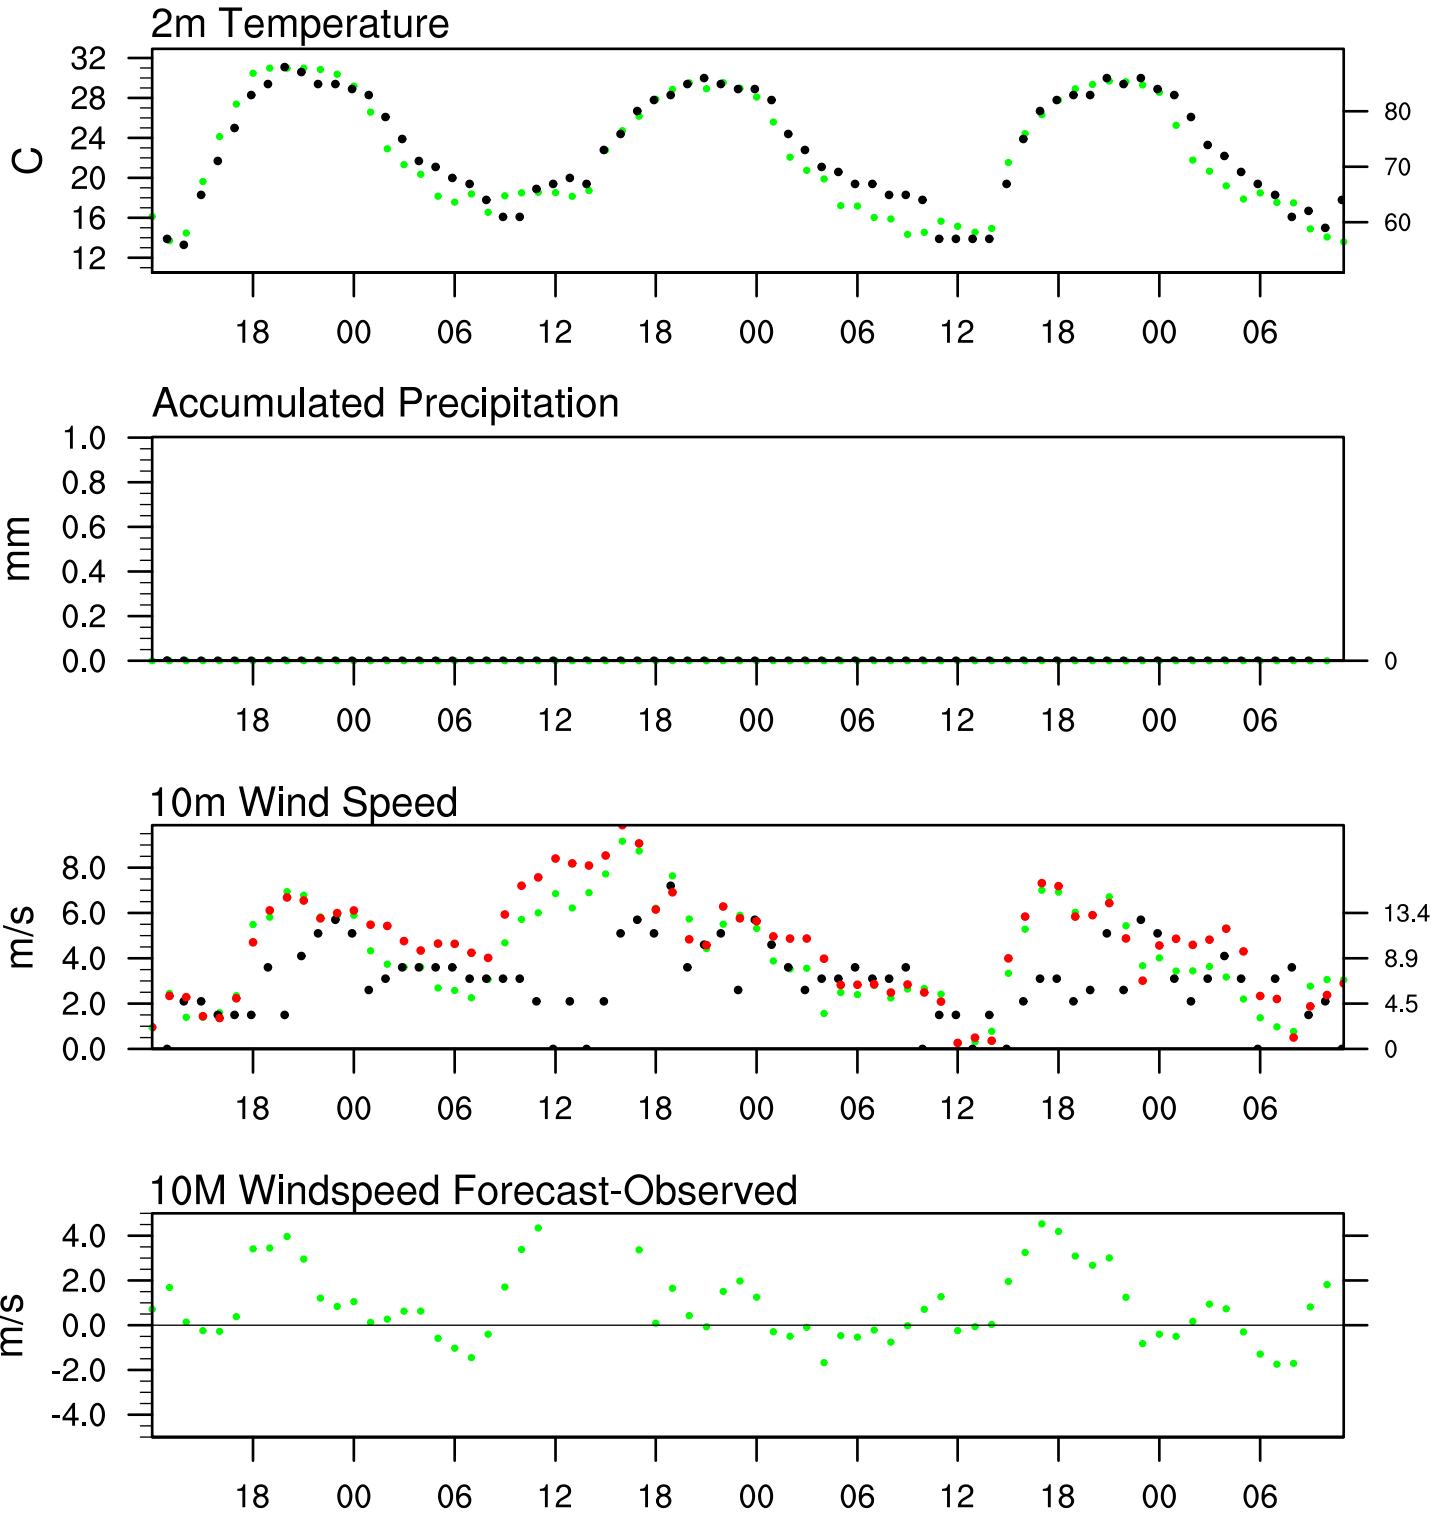 2m Temperature
32
28
24
20
16
12
C
80
70
60
18 00 06 12 18 00 06 12 18 00 06
Accumulated Precipitation
1.0
0.8
0.6
0.4
0.2
0.0
mm
0
18 00 06 12 18 00 06 12 18 00 06
10m Wind Speed
8.0
6.0
4.0
2.0
0.0
m/s
13.4
8.9
4.5
0
18 00 06 12 18 00 06 12 18 00 06
10M Windspeed Forecast-Observed
4.0
2.0
0.0
-2.0
-4.0
m/s
18 00 06 12 18 00 06 12 18 00 06